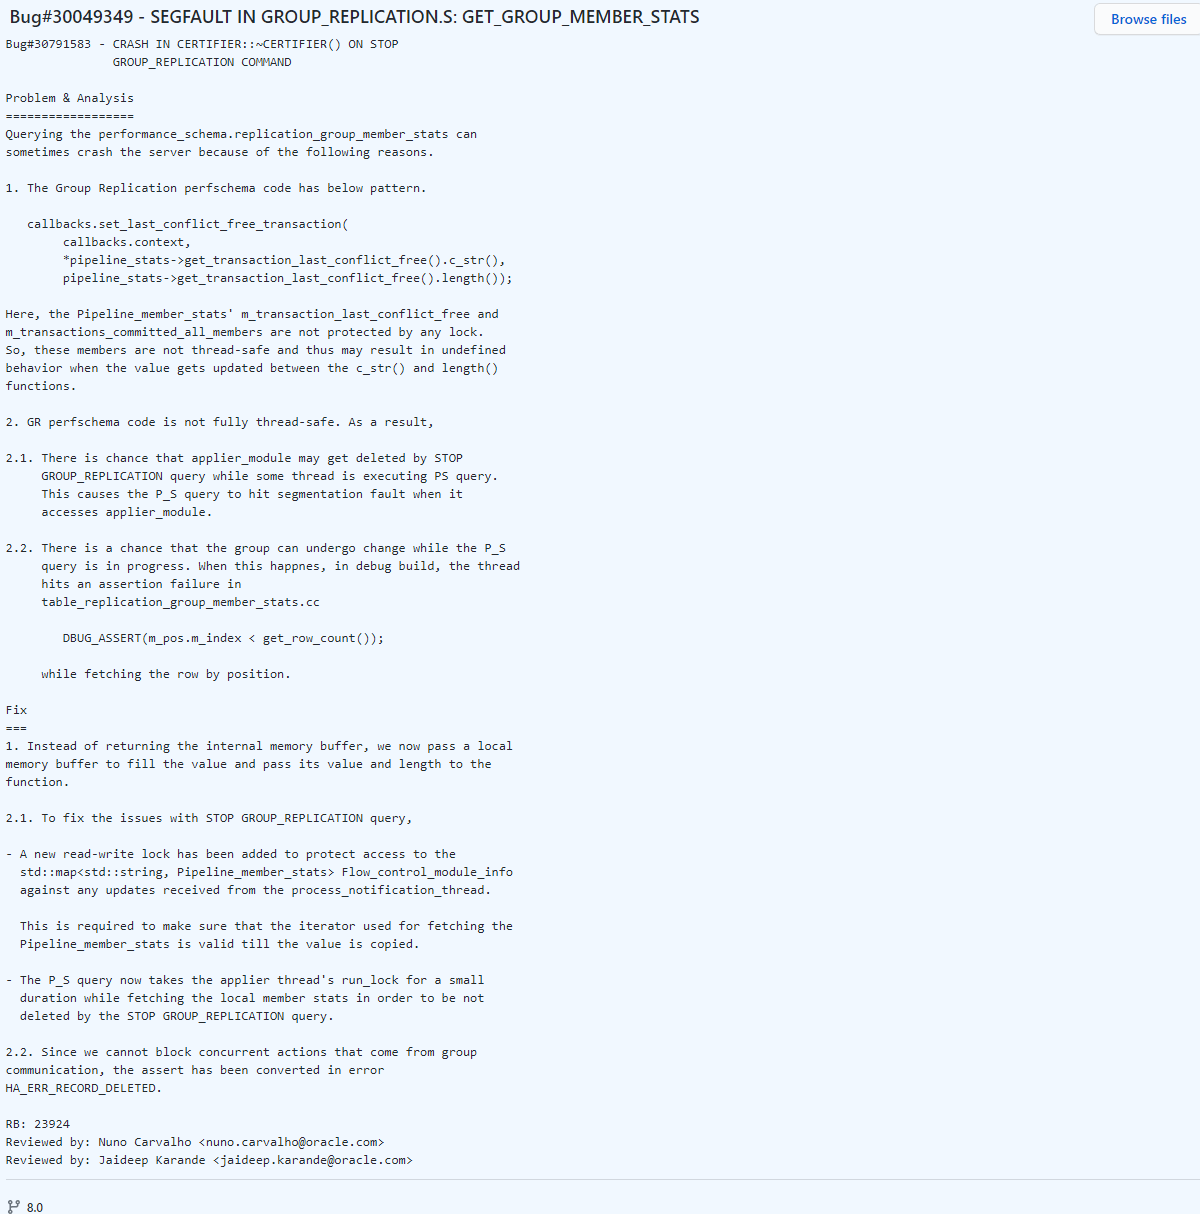 Bug#30049349 - SEGFAULT IN GROUP_REPLICATION.S: GET_GROUP_MEMBER_STATS
Browse files
Bug#30791583 - CRASH IN CERTIFIER::~CERTIFIER() ON STOP
GROUP_REPLICATION COMMAND
Problem & Analysis
==================
Querying the performance_schema.replication_group_member_stats can
sometimes crash the server because of the following reasons.
1. The Group Replication perfschema code has below pattern.
callbacks.set_last_conflict_free_transaction(
callbacks.context,
*pipeline_stats->get_transaction_last_conflict_free().c_str(),
pipeline_stats->get_transaction_last_conflict_free().length());
Here, the Pipeline_member_stats' m_transaction_last_conflict_free and
m_transactions_committed_all_members are not protected by any lock.
So, these members are not thread-safe and thus may result in undefined
behavior when the value gets updated between the c_str() and length()
functions.
2. GR perfschema code is not fully thread-safe. As a result,
2.1. There is chance that applier_module may get deleted by STOP
GROUP_REPLICATION query while some thread is executing PS query.
This causes the P_S query to hit segmentation fault when it
accesses applier_module.
2.2. There is a chance that the group can undergo change while the P_S
query is in progress. When this happnes, in debug build, the thread
hits an assertion failure in
table_replication_group_member_stats.cc
DBUG_ASSERT(m_pos.m_index < get_row_count());
while fetching the row by position.
Fix
===
1. Instead of returning the internal memory buffer, we now pass a local
memory buffer to fill the value and pass its value and length to the
function.
2.1. To fix the issues with STOP GROUP_REPLICATION query,
- A new read-write lock has been added to protect access to the
std::map<std::string, Pipeline_member_stats> Flow_control_module_info
against any updates received from the process_notification_thread.
This is required to make sure that the iterator used for fetching the
Pipeline_member_stats is valid till the value is copied.
- The P_S query now takes the applier thread's run_lock for a small
duration while fetching the local member stats in order to be not
deleted by the STOP GROUP_REPLICATION query.
2.2. Since we cannot block concurrent actions that come from group
communication, the assert has been converted in error
HA_ERR_RECORD_DELETED.
RB: 23924
Reviewed by: Nuno Carvalho <nuno.carvalho@oracle.com>
Reviewed by: Jaideep Karande <jaideep.karande@oracle.com>
8.0